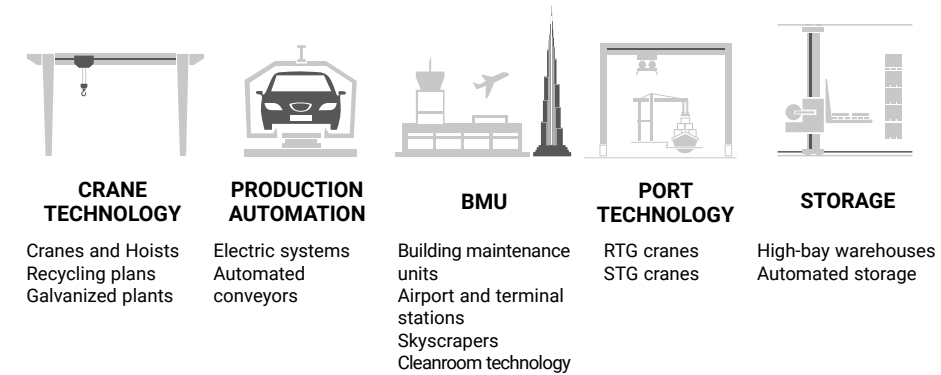 CRANE
TECHNOLOGY
Cranes and Hoists
Recycling plans
Galvanized plants
PRODUCTION
AUTOMATION
Electric systems
Automated
conveyors
BMU
Building maintenance
units
Airport and terminal
stations
Skyscrapers
Cleanroom technology
PORT
TECHNOLOGY
RTG cranes
STG cranes
STORAGE
High-bay warehouses
Automated storage